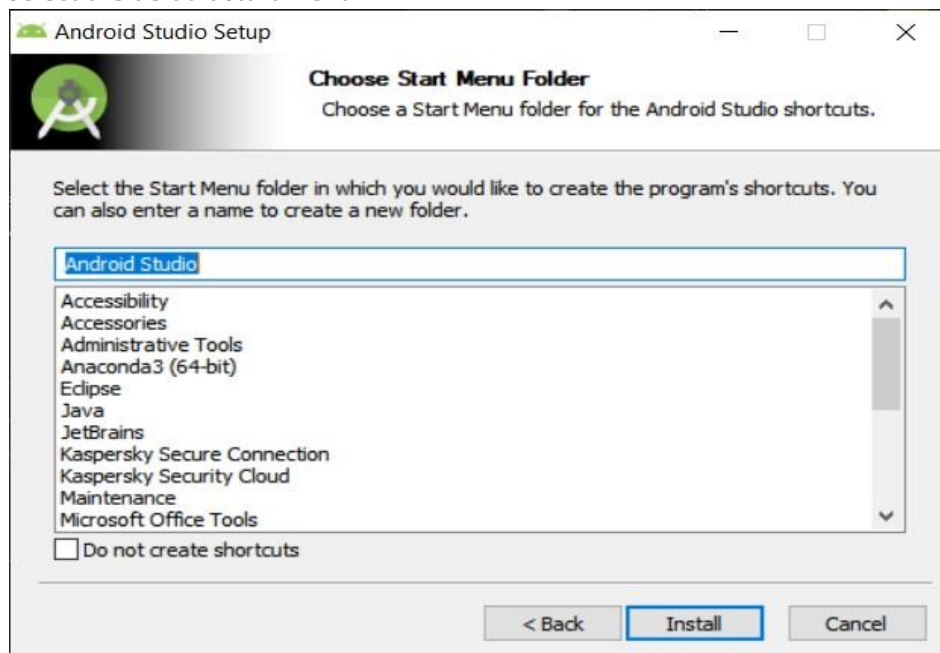 Android Studio Setup
Choose Start Menu Folder
Choose a Start Menu folder for the Android Studio shortcuts.
Select the Start Menu folder in which you would like to create the program's shortcuts. You
can also enter a name to create a new folder.
Android Studio
Accessibility
Accessories
Administrative Tools
Anaconda3 (64-bit)
Eclipse
Java
JetBrains
Kaspersky Secure Connection
Kaspersky Security Cloud
Maintenance
Microsoft Office Tools
Do not create shortcuts
< Back Install Cancel